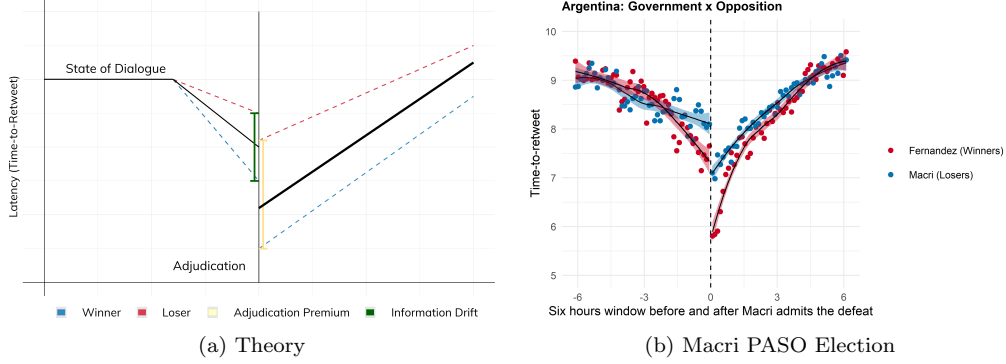 State of Dialogue
Latency (Time-to-Retweet)
Adjudication
Winner
Loser
Adjudication Premium
Information Drift
(a) Theory
Argentina: Government x Opposition
10
9
8
7
6
5
Time-to-retweet
-6
-3
0
3
6
Six hours window before and after Macri admits the defeat
Fernandez (Winners)
Macri (Losers)
(b) Macri PASO Election